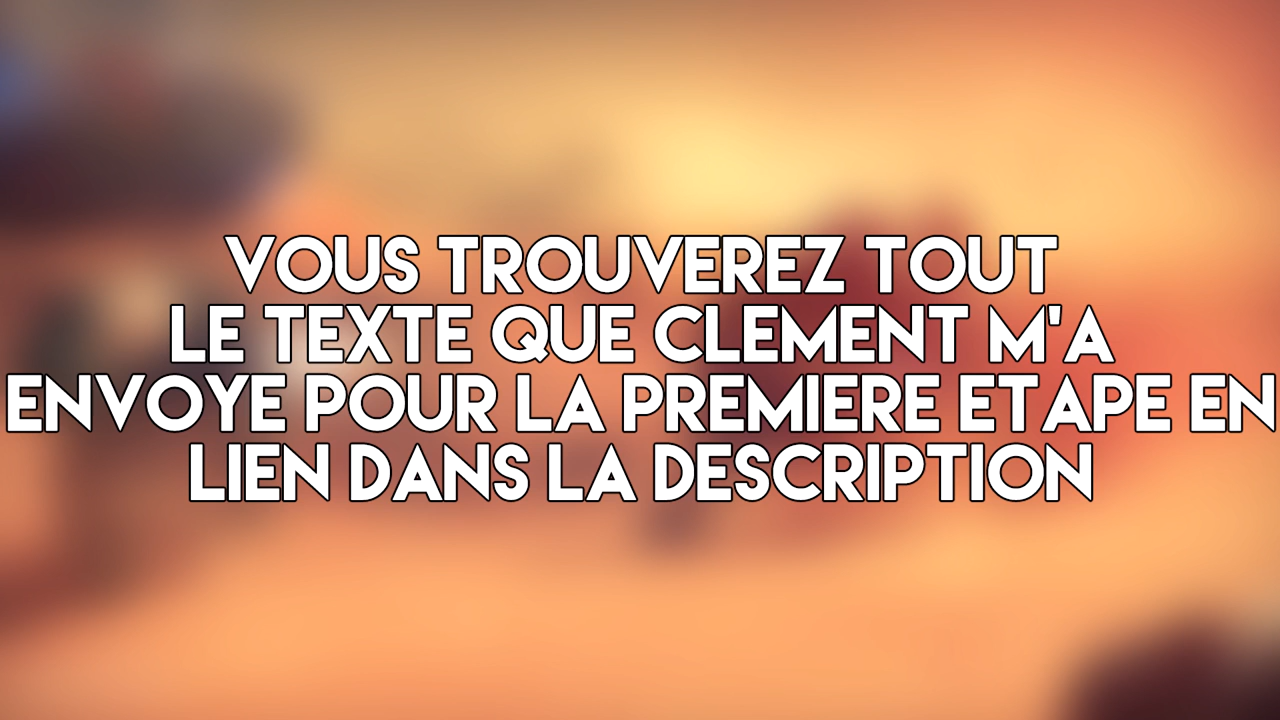 VOUS TROUVEREZ TOUT
LE TEXTE QUE CLEMENT M'A
ENVOYE POUR LA PREMIERE ETAPE EN
LIEN DANS LA DESCRIPTION